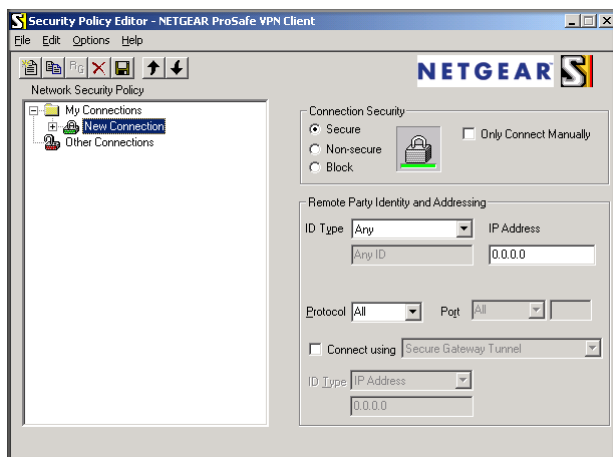 Security Policy Editor - NETGEAR ProSafe VPN Client
File Edit Options Help
NETGEAR S
Network Security Policy
My Connections
New Connection
Other Connections
Connection Security
Secure
Non-secure
Block
Only Connect Manually
Remote Party Identity and Addressing
ID Type Any IP Address
Any ID 0.0.0.0
Protocol All Port All
Connect using Secure Gateway Tunnel
ID Type IP Address
0.0.0.0